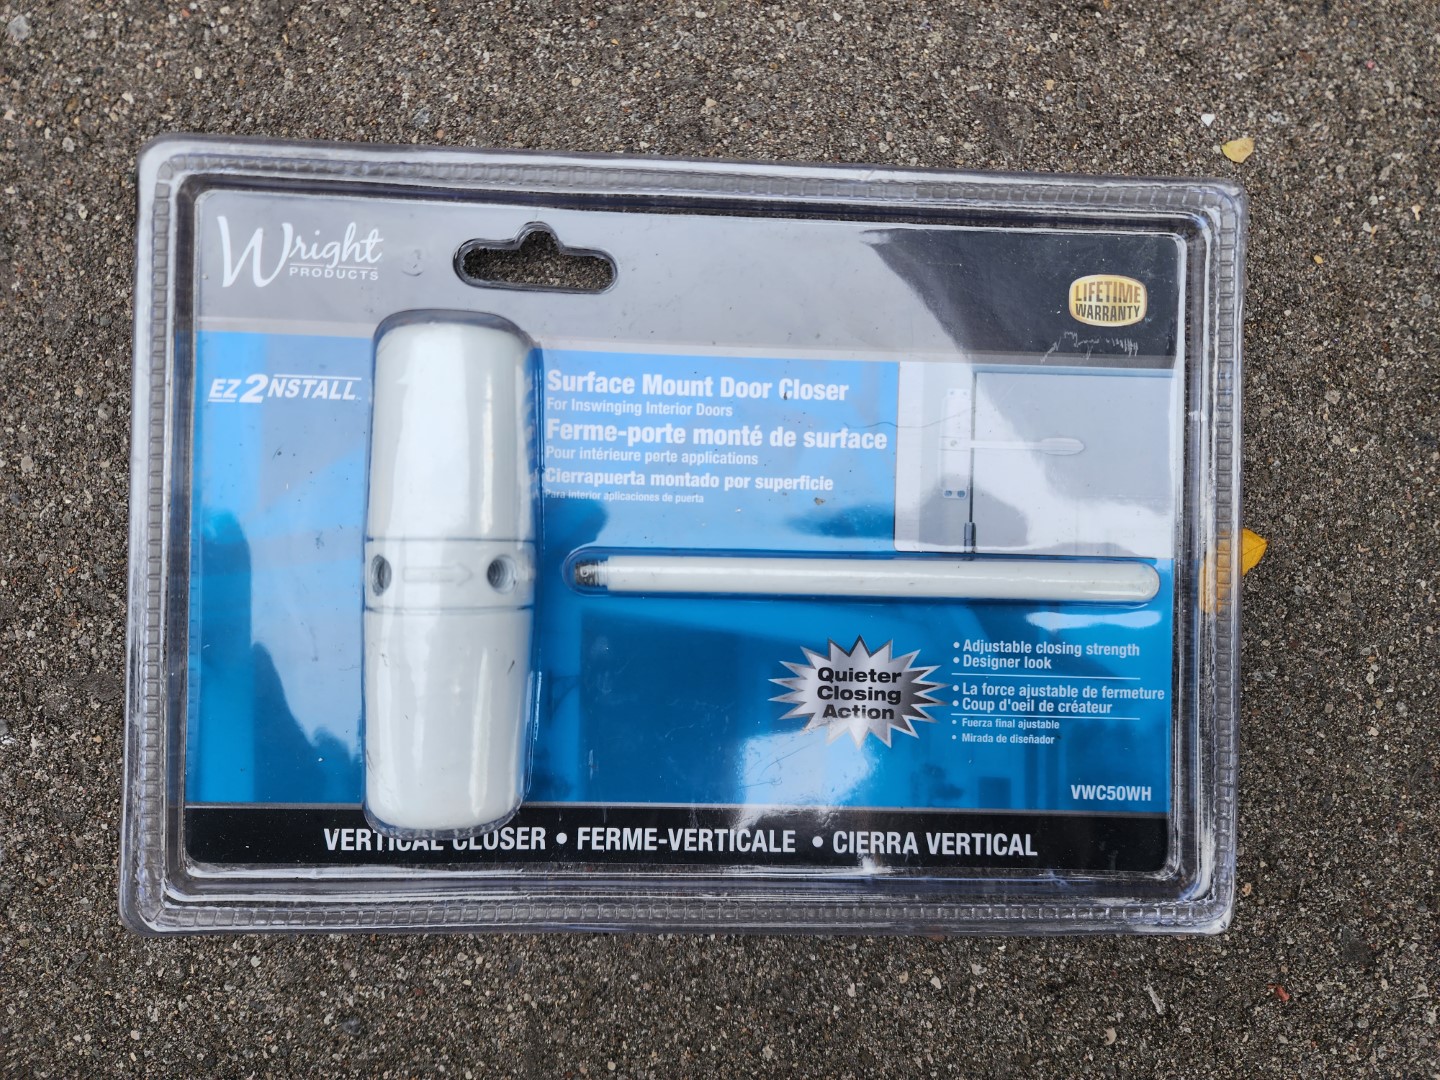 Wright
PRODUCTS
LIFETIME
WARRANTY
EZ2NSTALL
Surface Mount Door Closer
For Inswinging Interior Doors
Ferme-porte monté de surface
Pour intérieure porte applications
Cierrapuerta montado por superficie
Para interior aplicaciones de puerta
Quieter
Closing
Action
• Adjustable closing strength
• Designer look
• La force ajustable de fermeture
• Coup d'oeil de créateur
• Fuerza final ajustable
• Mirada de diseñador
VWC50WH
VERTICAL CLOSER • FERME-VERTICALE • CIERRA VERTICAL